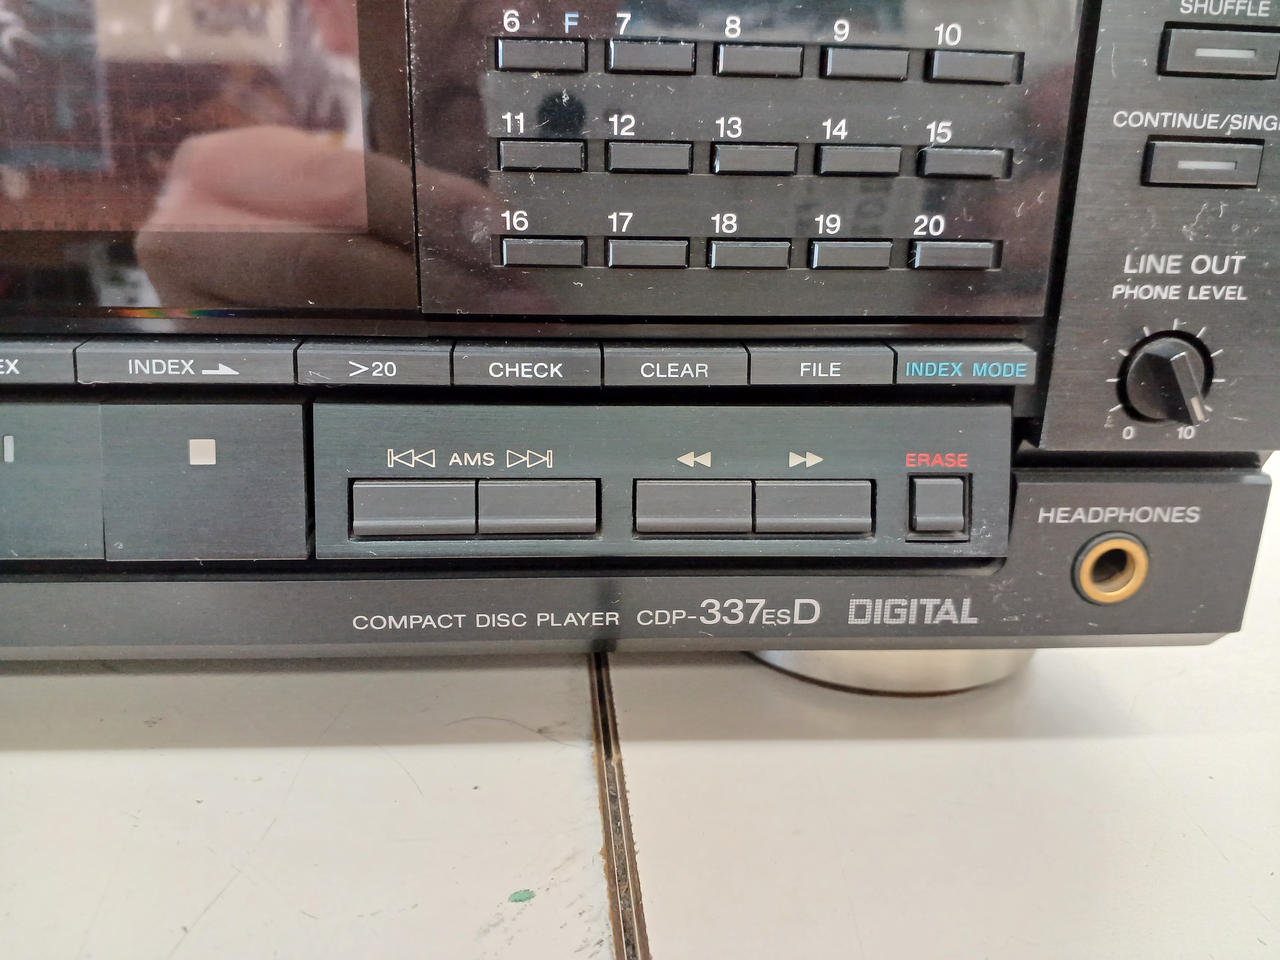 SHUFFLE
6 F 7 8 9 10
CONTINUE/SING
11 12 13 14 15
16 17 18 19 20
LINE OUT
PHONE LEVEL
0 10
EX INDEX >20 CHECK CLEAR FILE INDEX MODE
AMS ERASE
HEADPHONES
COMPACT DISC PLAYER CDP-337ESD DIGITAL